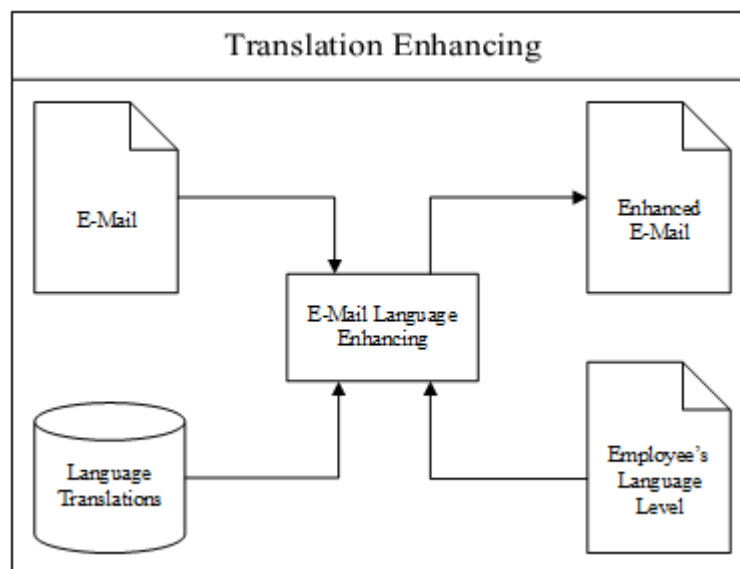 Translation Enhancing
E-Mail
Enhanced
E-Mail
E-Mail Language
Enhancing
Language
Translations
Employee's
Language
Level